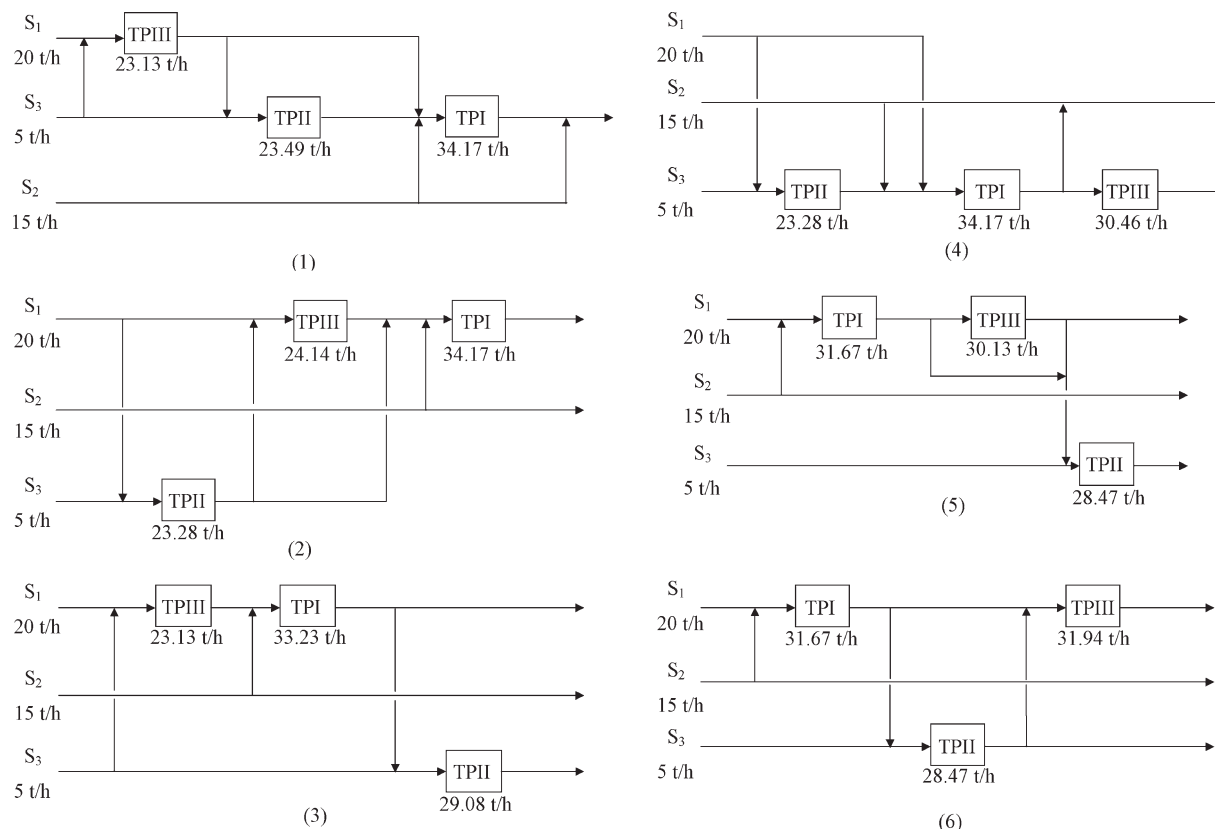 S1
TPIII
20 t/h
23.13 t/h
S3
TPII
TPI
5 t/h
23.49 t/h
34.17 t/h
S2
15 t/h
(1)
S1
TPIII
TPI
20 t/h
24.14 t/h
34.17 t/h
S2
15 t/h
S3
TPII
5 t/h
23.28 t/h
(2)
S1
TPIII
TPI
20 t/h
23.13 t/h
33.23 t/h
S2
15 t/h
S3
TPII
5 t/h
29.08 t/h
(3)
S1
20 t/h
S2
15 t/h
S3
TPII
TPI
TPIII
5 t/h
23.28 t/h
34.17 t/h
30.46 t/h
(4)
S1
TPI
TPIII
20 t/h
31.67 t/h
30.13 t/h
S2
15 t/h
S3
TPII
5 t/h
28.47 t/h
(5)
S1
TPI
TPIII
20 t/h
31.67 t/h
31.94 t/h
S2
15 t/h
S3
TPII
5 t/h
28.47 t/h
(6)